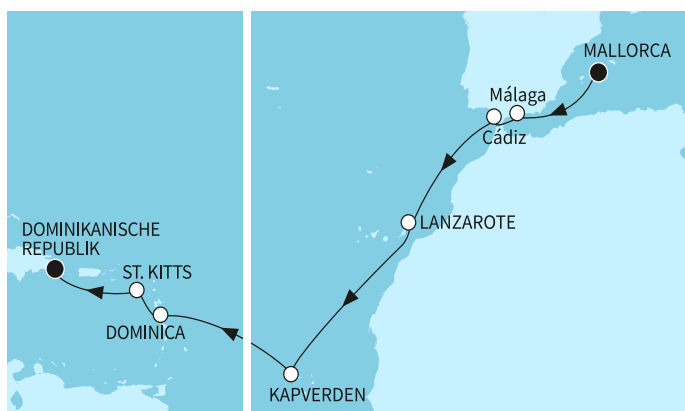 MALLORCA
Málaga
Cádiz
LANZAROTE
DOMINIKANISCHE
REPUBLIK
ST. KITTS
DOMINICA
KAPVERDEN